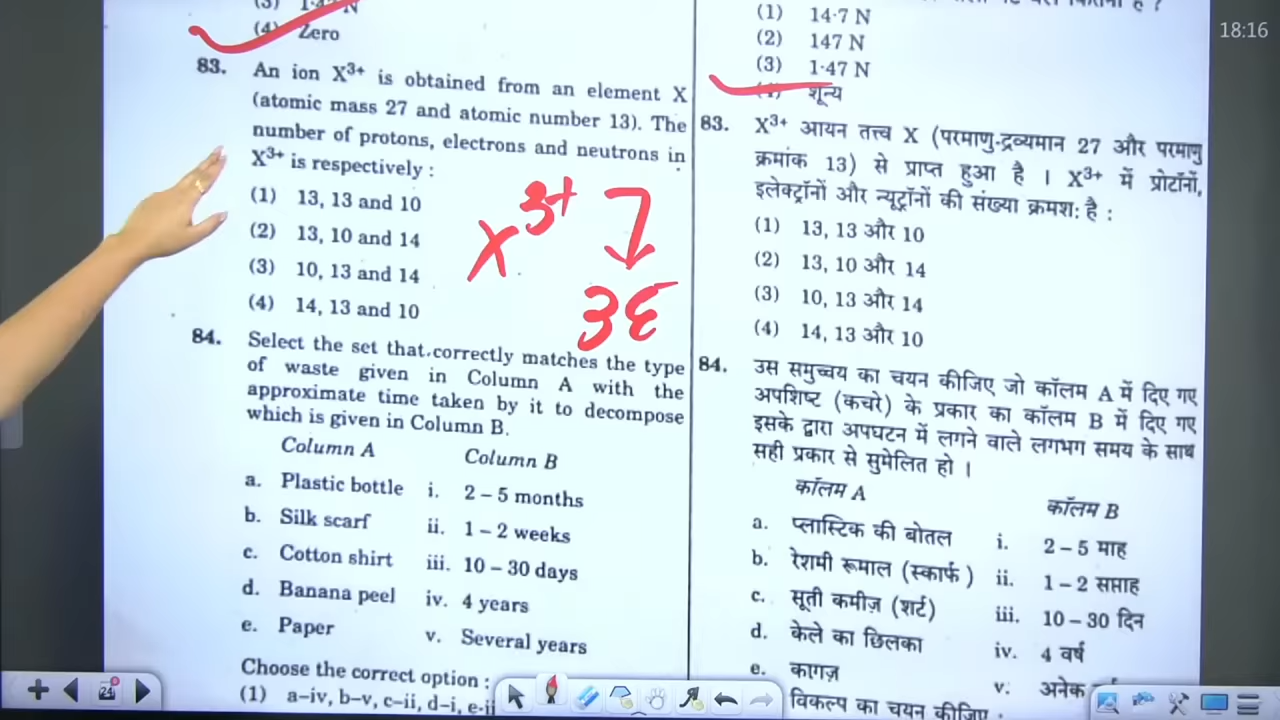 (4) Zero
83. An ion X³⁺ is obtained from an element X
(atomic mass 27 and atomic number 13). The
number of protons, electrons and neutrons in
X³⁺ is respectively :
(1) 13, 13 and 10
(2) 13, 10 and 14
(3) 10, 13 and 14
(4) 14, 13 and 10
X³⁺
3E
84. Select the set that correctly matches the type
of waste given in Column A with the
approximate time taken by it to decompose
which is given in Column B.
Column A Column B
a. Plastic bottle i. 2 – 5 months
b. Silk scarf ii. 1 – 2 weeks
c. Cotton shirt iii. 10 – 30 days
d. Banana peel iv. 4 years
e. Paper v. Several years
Choose the correct option :
(1) a–iv, b–v, c–ii, d–i, e-ii
(1) 14·7 N
(2) 147 N
(3) 1·47 N
(4) शून्य
83. X³⁺ आयन तत्त्व X (परमाणु-द्रव्यमान 27 और परमाणु
क्रमांक 13) से प्राप्त हुआ है । X³⁺ में प्रोटॉनों,
इलेक्ट्रॉनों और न्यूट्रॉनों की संख्या क्रमशः है :
(1) 13, 13 और 10
(2) 13, 10 और 14
(3) 10, 13 और 14
(4) 14, 13 और 10
84. उस समुच्चय का चयन कीजिए जो कॉलम A में दिए गए
अपशिष्ट (कचरे) के प्रकार का कॉलम B में दिए गए
इसके द्वारा अपघटन में लगने वाले लगभग समय के साथ
सही प्रकार से सुमेलित हो ।
कॉलम A कॉलम B
a. प्लास्टिक की बोतल i. 2 – 5 माह
b. रेशमी रूमाल (स्कार्फ) ii. 1 – 2 सप्ताह
c. सूती कमीज़ (शर्ट) iii. 10 – 30 दिन
d. केले का छिलका iv. 4 वर्ष
e. कागज़ v. अनेक
विकल्प का चयन कीजिए :
18:16
24